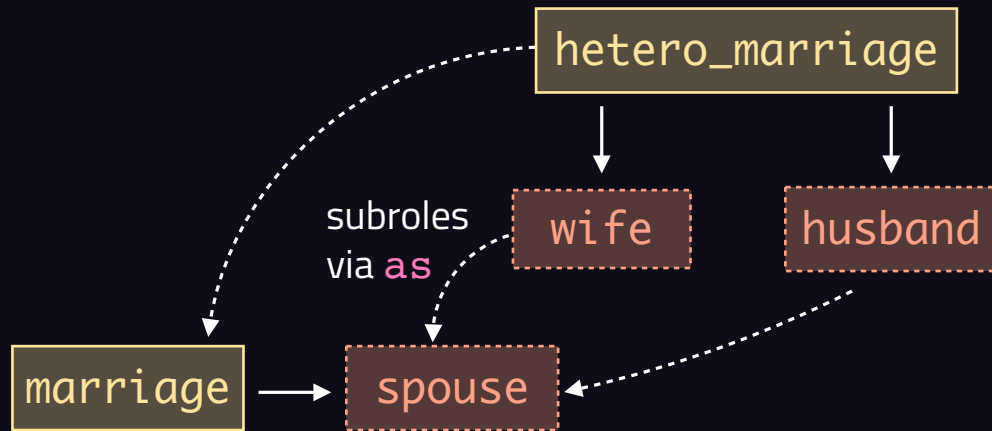 hetero_marriage
subroles
via as
wife
husband
marriage
spouse